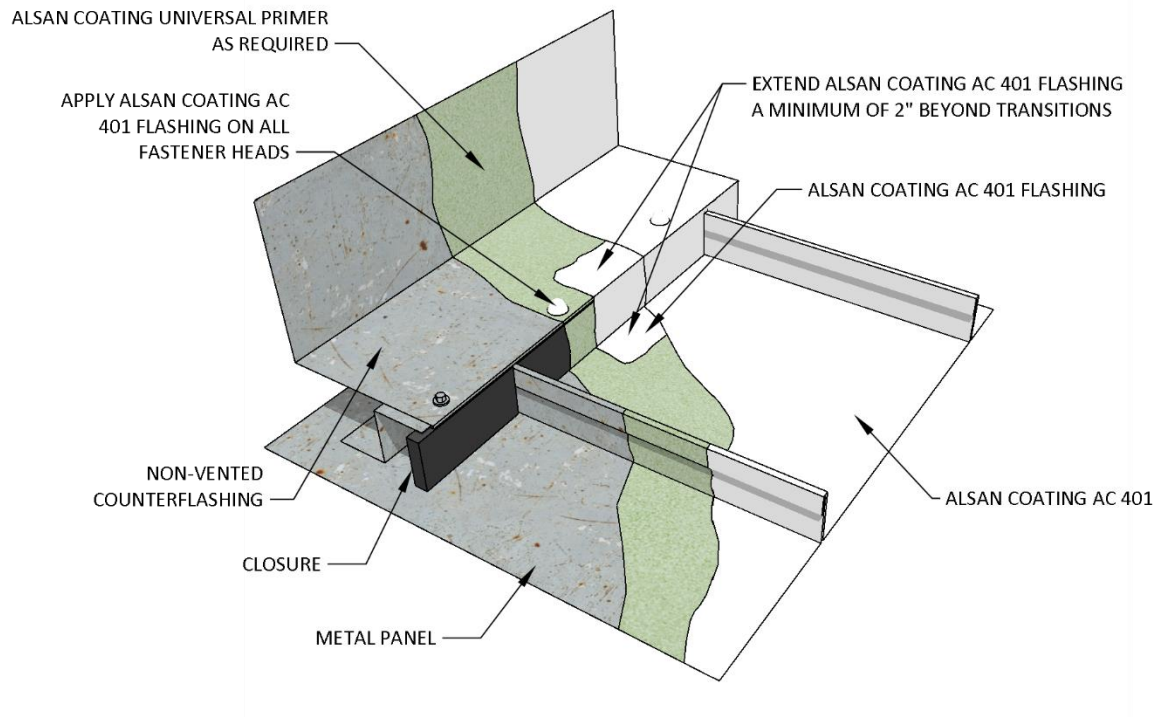 ALSAN COATING UNIVERSAL PRIMER
AS REQUIRED
APPLY ALSAN COATING AC
401 FLASHING ON ALL
FASTENER HEADS
EXTEND ALSAN COATING AC 401 FLASHING
A MINIMUM OF 2" BEYOND TRANSITIONS
ALSAN COATING AC 401 FLASHING
NON-VENTED
COUNTERFLASHING
ALSAN COATING AC 401
CLOSURE
METAL PANEL